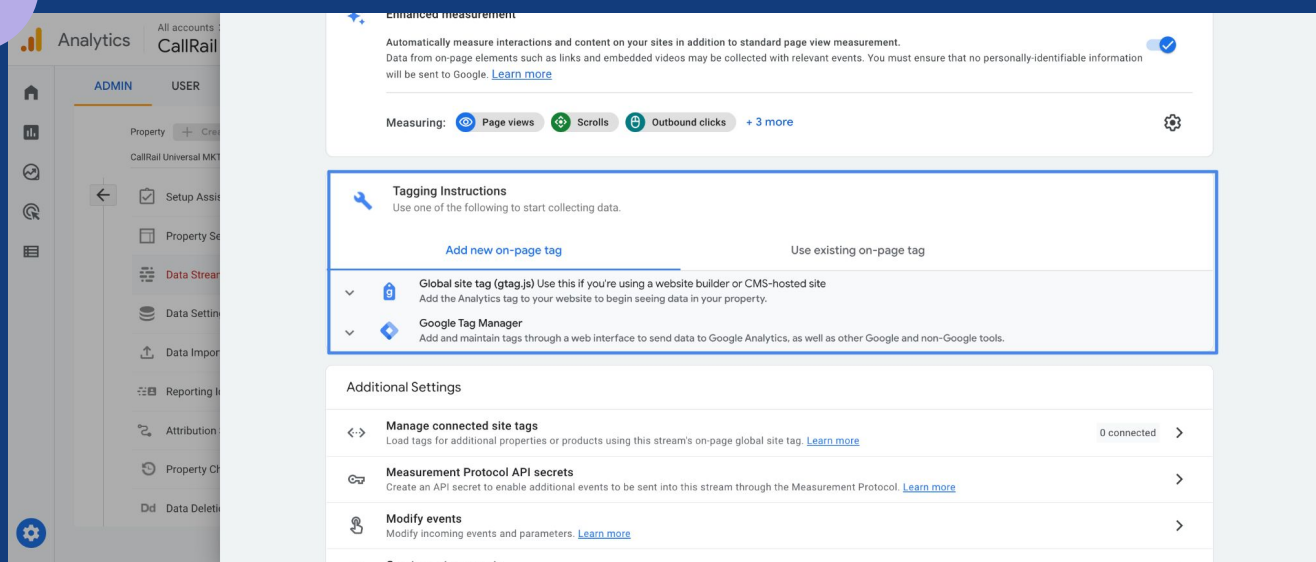 Analytics
All accounts
CallRail
ADMIN USER
Property + Cre
CallRail Universal MKT
Setup Assis
Property Se
Data Strear
Data Settin
Data Impor
Reporting I
Attribution
Property Ch
Dd Data Deleti
Enhanced measurement
Automatically measure interactions and content on your sites in addition to standard page view measurement.
Data from on-page elements such as links and embedded videos may be collected with relevant events. You must ensure that no personally-identifiable information
will be sent to Google. Learn more
Measuring: Page views Scrolls Outbound clicks + 3 more
Tagging Instructions
Use one of the following to start collecting data.
Add new on-page tag Use existing on-page tag
Global site tag (gtag.js) Use this if you're using a website builder or CMS-hosted site
Add the Analytics tag to your website to begin seeing data in your property.
Google Tag Manager
Add and maintain tags through a web interface to send data to Google Analytics, as well as other Google and non-Google tools.
Additional Settings
Manage connected site tags
Load tags for additional properties or products using this stream's on-page global site tag. Learn more
0 connected
Measurement Protocol API secrets
Create an API secret to enable additional events to be sent into this stream through the Measurement Protocol. Learn more
Modify events
Modify incoming events and parameters. Learn more